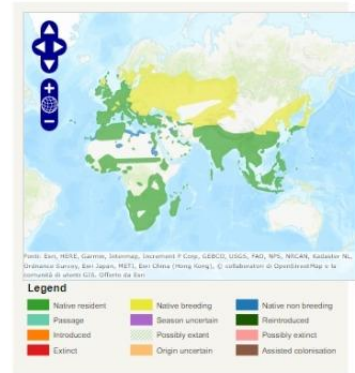 Fonti: Esri, HERE, Garmin, Intermap, increment P Corp., GEBCO, USGS, FAO, NPS, NRCAN, Kadaster NL, Ordnance Survey, Esri Japan, METI, Esri China (Hong Kong), © collaboratori di OpenStreetMap e la comunità di utenti GIS. Offerto da Esri
Legend
Native resident Native breeding Native non breeding
Passage Season uncertain Reintroduced
Introduced Possibly extant Possibly extinct
Extinct Origin uncertain Assisted colonisation